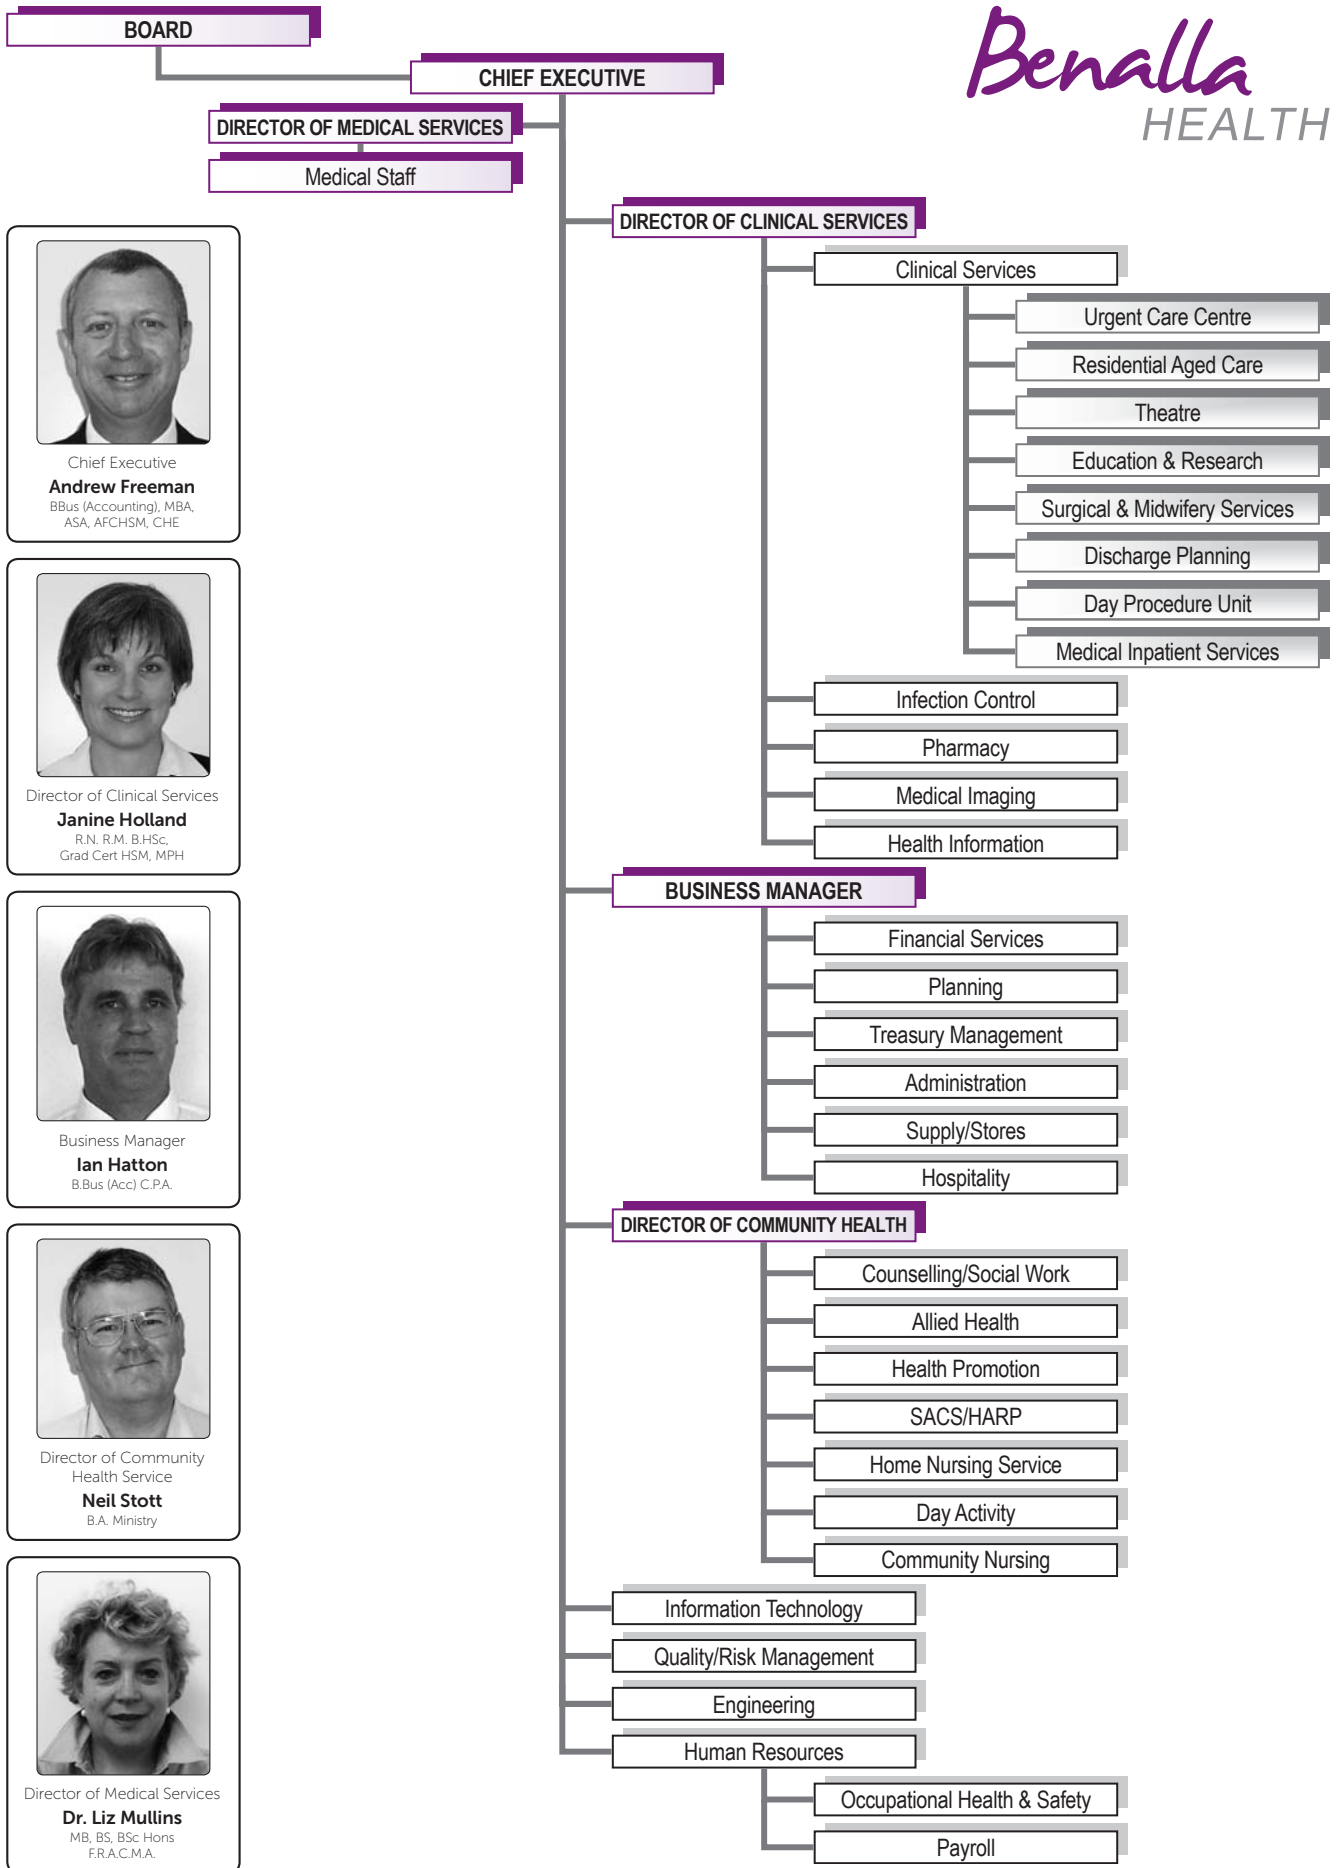 BOARD
CHIEF EXECUTIVE
Benalla
HEALTH
DIRECTOR OF MEDICAL SERVICES
Medical Staff
Chief Executive
Andrew Freeman
BBus (Accounting), MBA,
ASA, AFCHSM, CHE
Director of Clinical Services
Janine Holland
R.N. R.M. B.HSc,
Grad Cert HSM, MPH
Business Manager
Ian Hatton
B.Bus (Acc) C.P.A.
Director of Community
Health Service
Neil Stott
B.A. Ministry
Director of Medical Services
Dr. Liz Mullins
MB, BS, BSc Hons
F.R.A.C.M.A.
DIRECTOR OF CLINICAL SERVICES
Clinical Services
Urgent Care Centre
Residential Aged Care
Theatre
Education & Research
Surgical & Midwifery Services
Discharge Planning
Day Procedure Unit
Medical Inpatient Services
Infection Control
Pharmacy
Medical Imaging
Health Information
BUSINESS MANAGER
Financial Services
Planning
Treasury Management
Administration
Supply/Stores
Hospitality
DIRECTOR OF COMMUNITY HEALTH
Counselling/Social Work
Allied Health
Health Promotion
SACS/HARP
Home Nursing Service
Day Activity
Community Nursing
Information Technology
Quality/Risk Management
Engineering
Human Resources
Occupational Health & Safety
Payroll